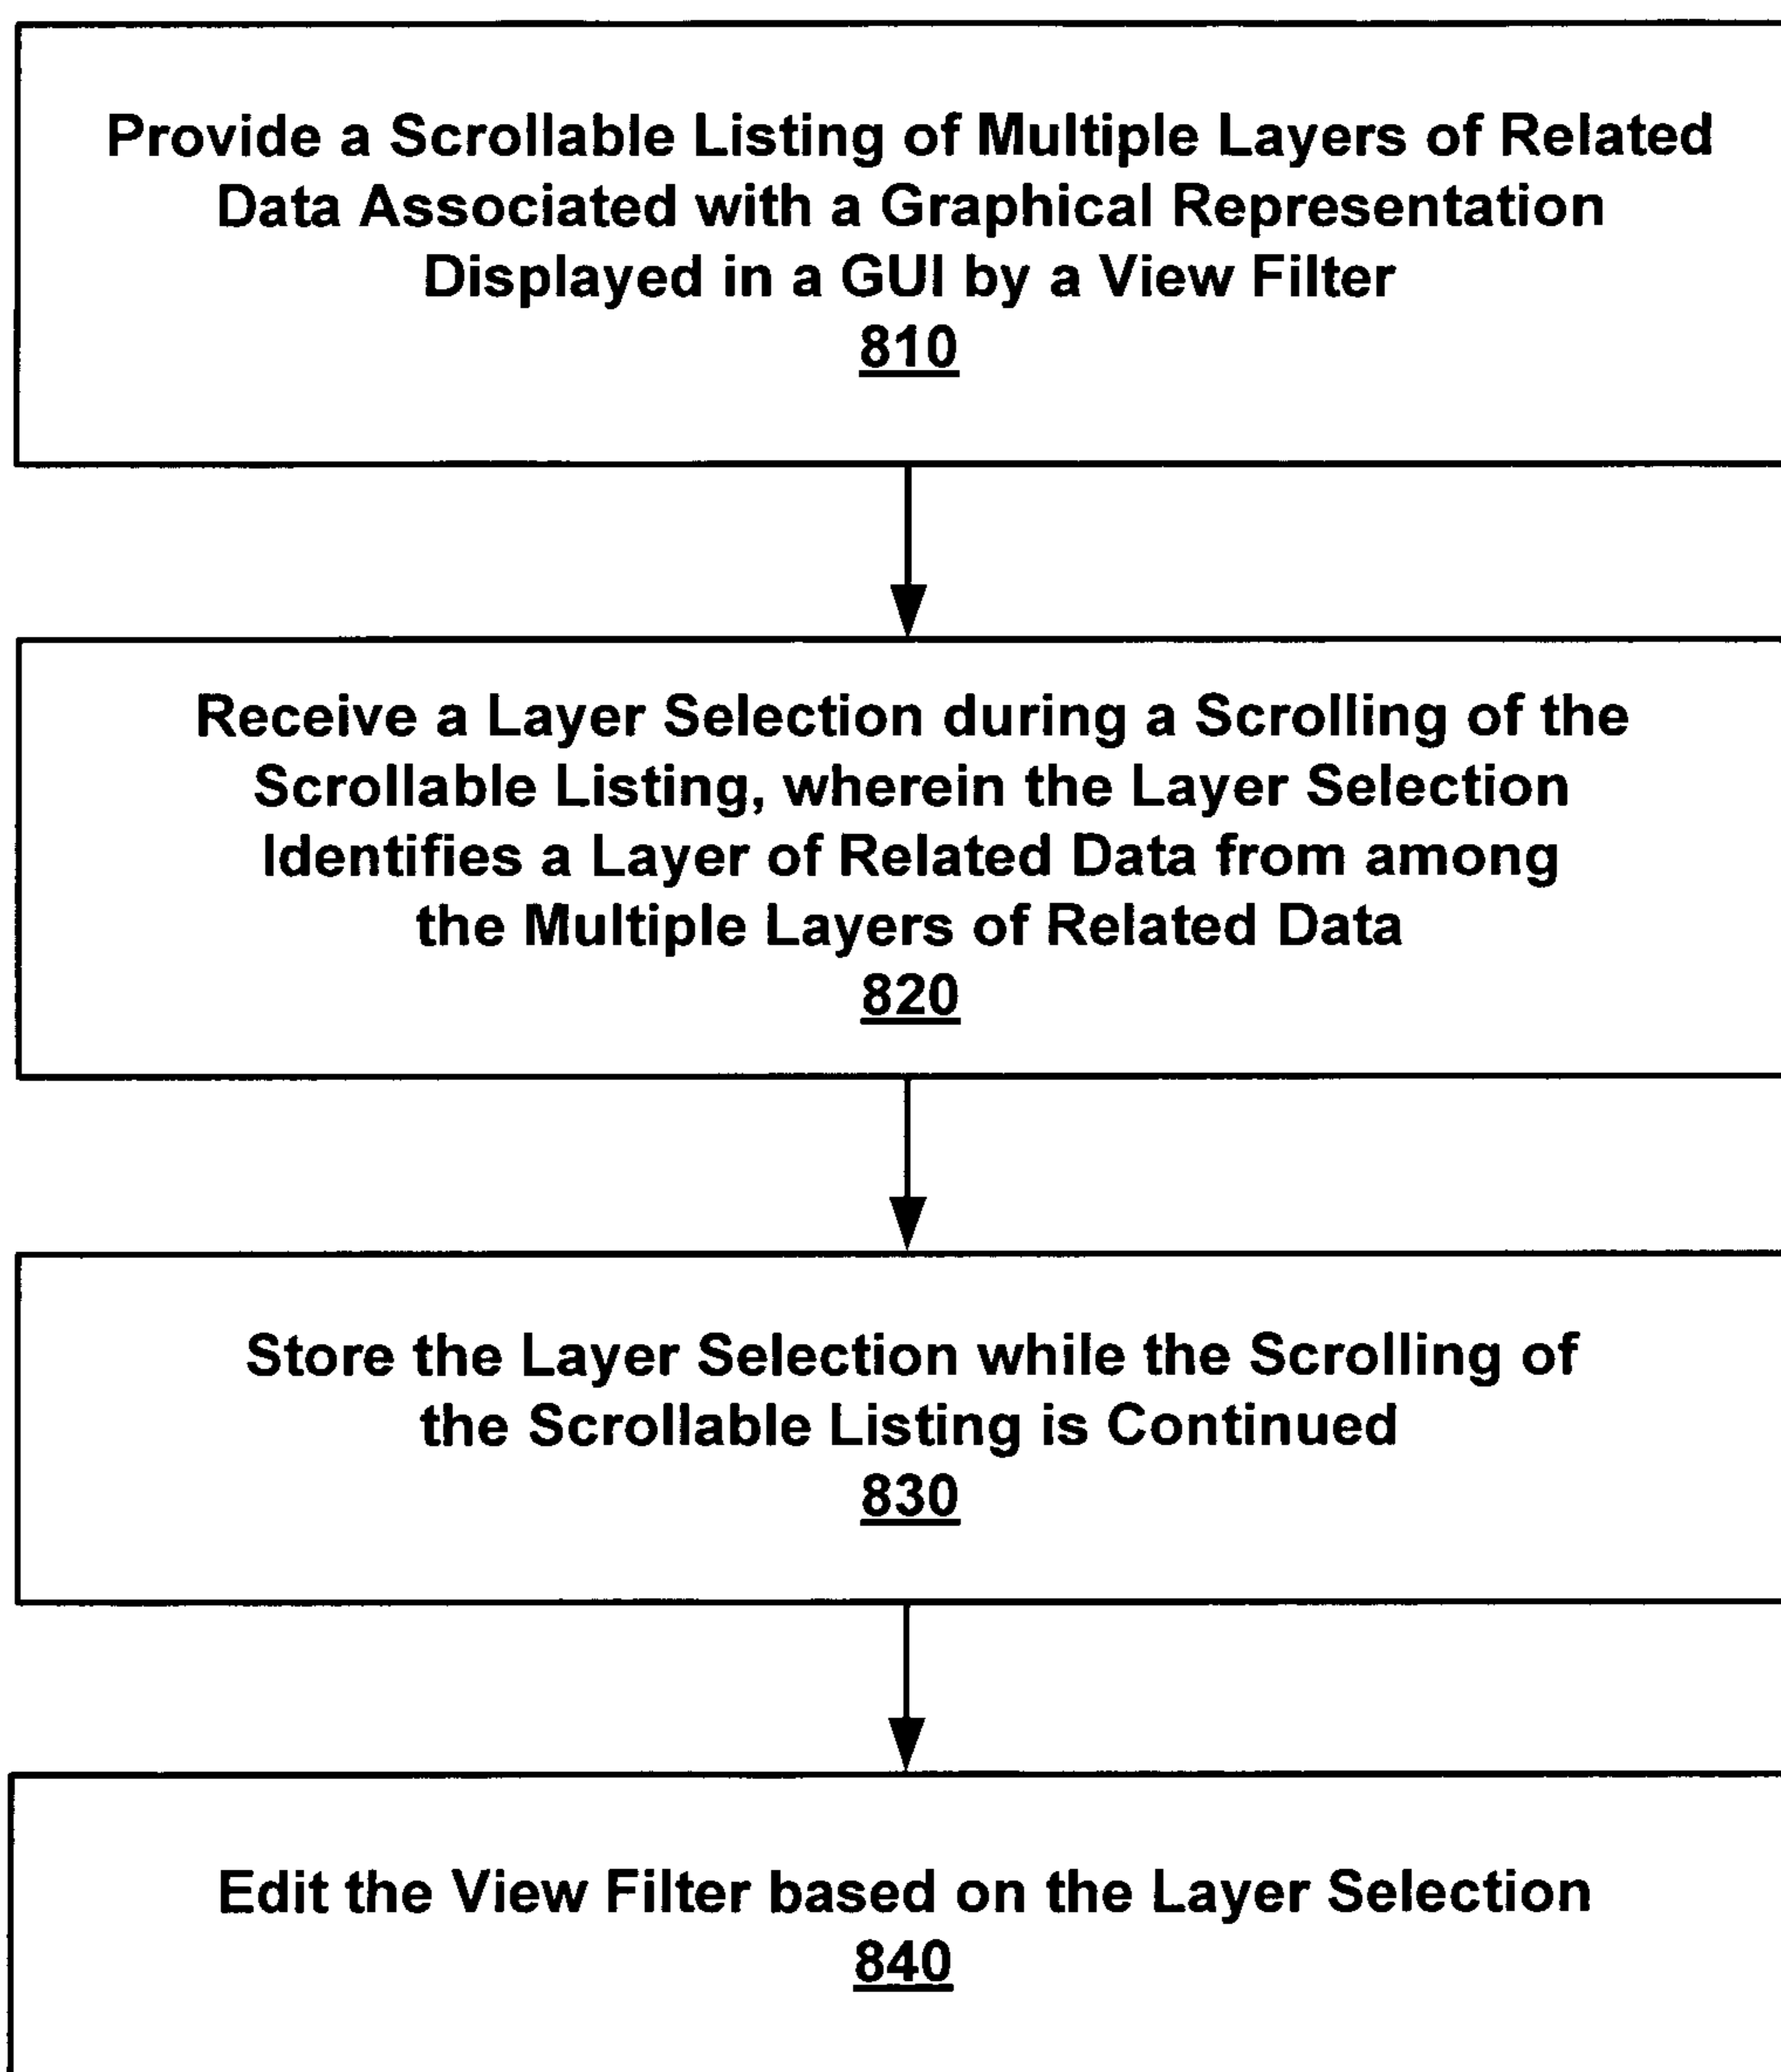 Provide a Scrollable Listing of Multiple Layers of Related
Data Associated with a Graphical Representation
Displayed in a GUI by a View Filter
810
Receive a Layer Selection during a Scrolling of the
Scrollable Listing, wherein the Layer Selection
Identifies a Layer of Related Data from among
the Multiple Layers of Related Data
820
Store the Layer Selection while the Scrolling of
the Scrollable Listing is Continued
830
Edit the View Filter based on the Layer Selection
840